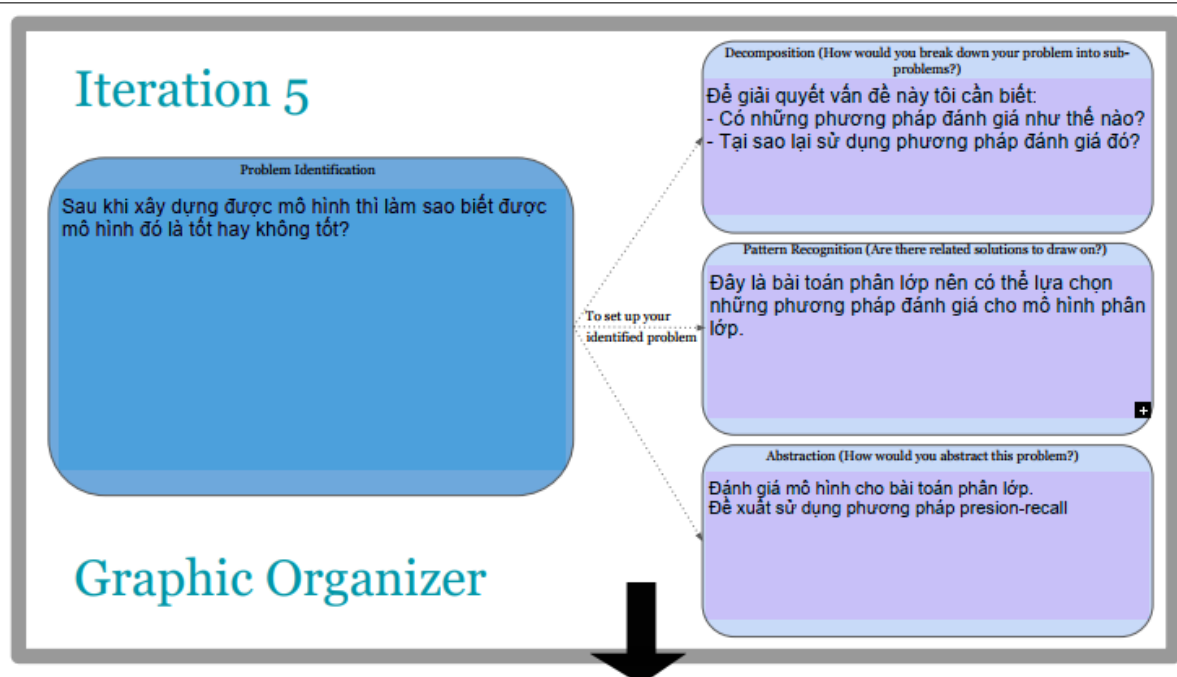 Iteration 5
Problem Identification
Sau khi xây dựng được mô hình thì làm sao biết được
mô hình đó là tốt hay không tốt?
To set up your
identified problem
Decomposition (How would you break down your problem into sub-
problems?)
Để giải quyết vấn đề này tôi cần biết:
- Có những phương pháp đánh giá như thế nào?
- Tại sao lại sử dụng phương pháp đánh giá đó?
Pattern Recognition (Are there related solutions to draw on?)
Đây là bài toán phân lớp nên có thể lựa chọn
những phương pháp đánh giá cho mô hình phân
lớp.
Abstraction (How would you abstract this problem?)
Đánh giá mô hình cho bài toán phân lớp.
Đề xuất sử dụng phương pháp presion-recall
Graphic Organizer